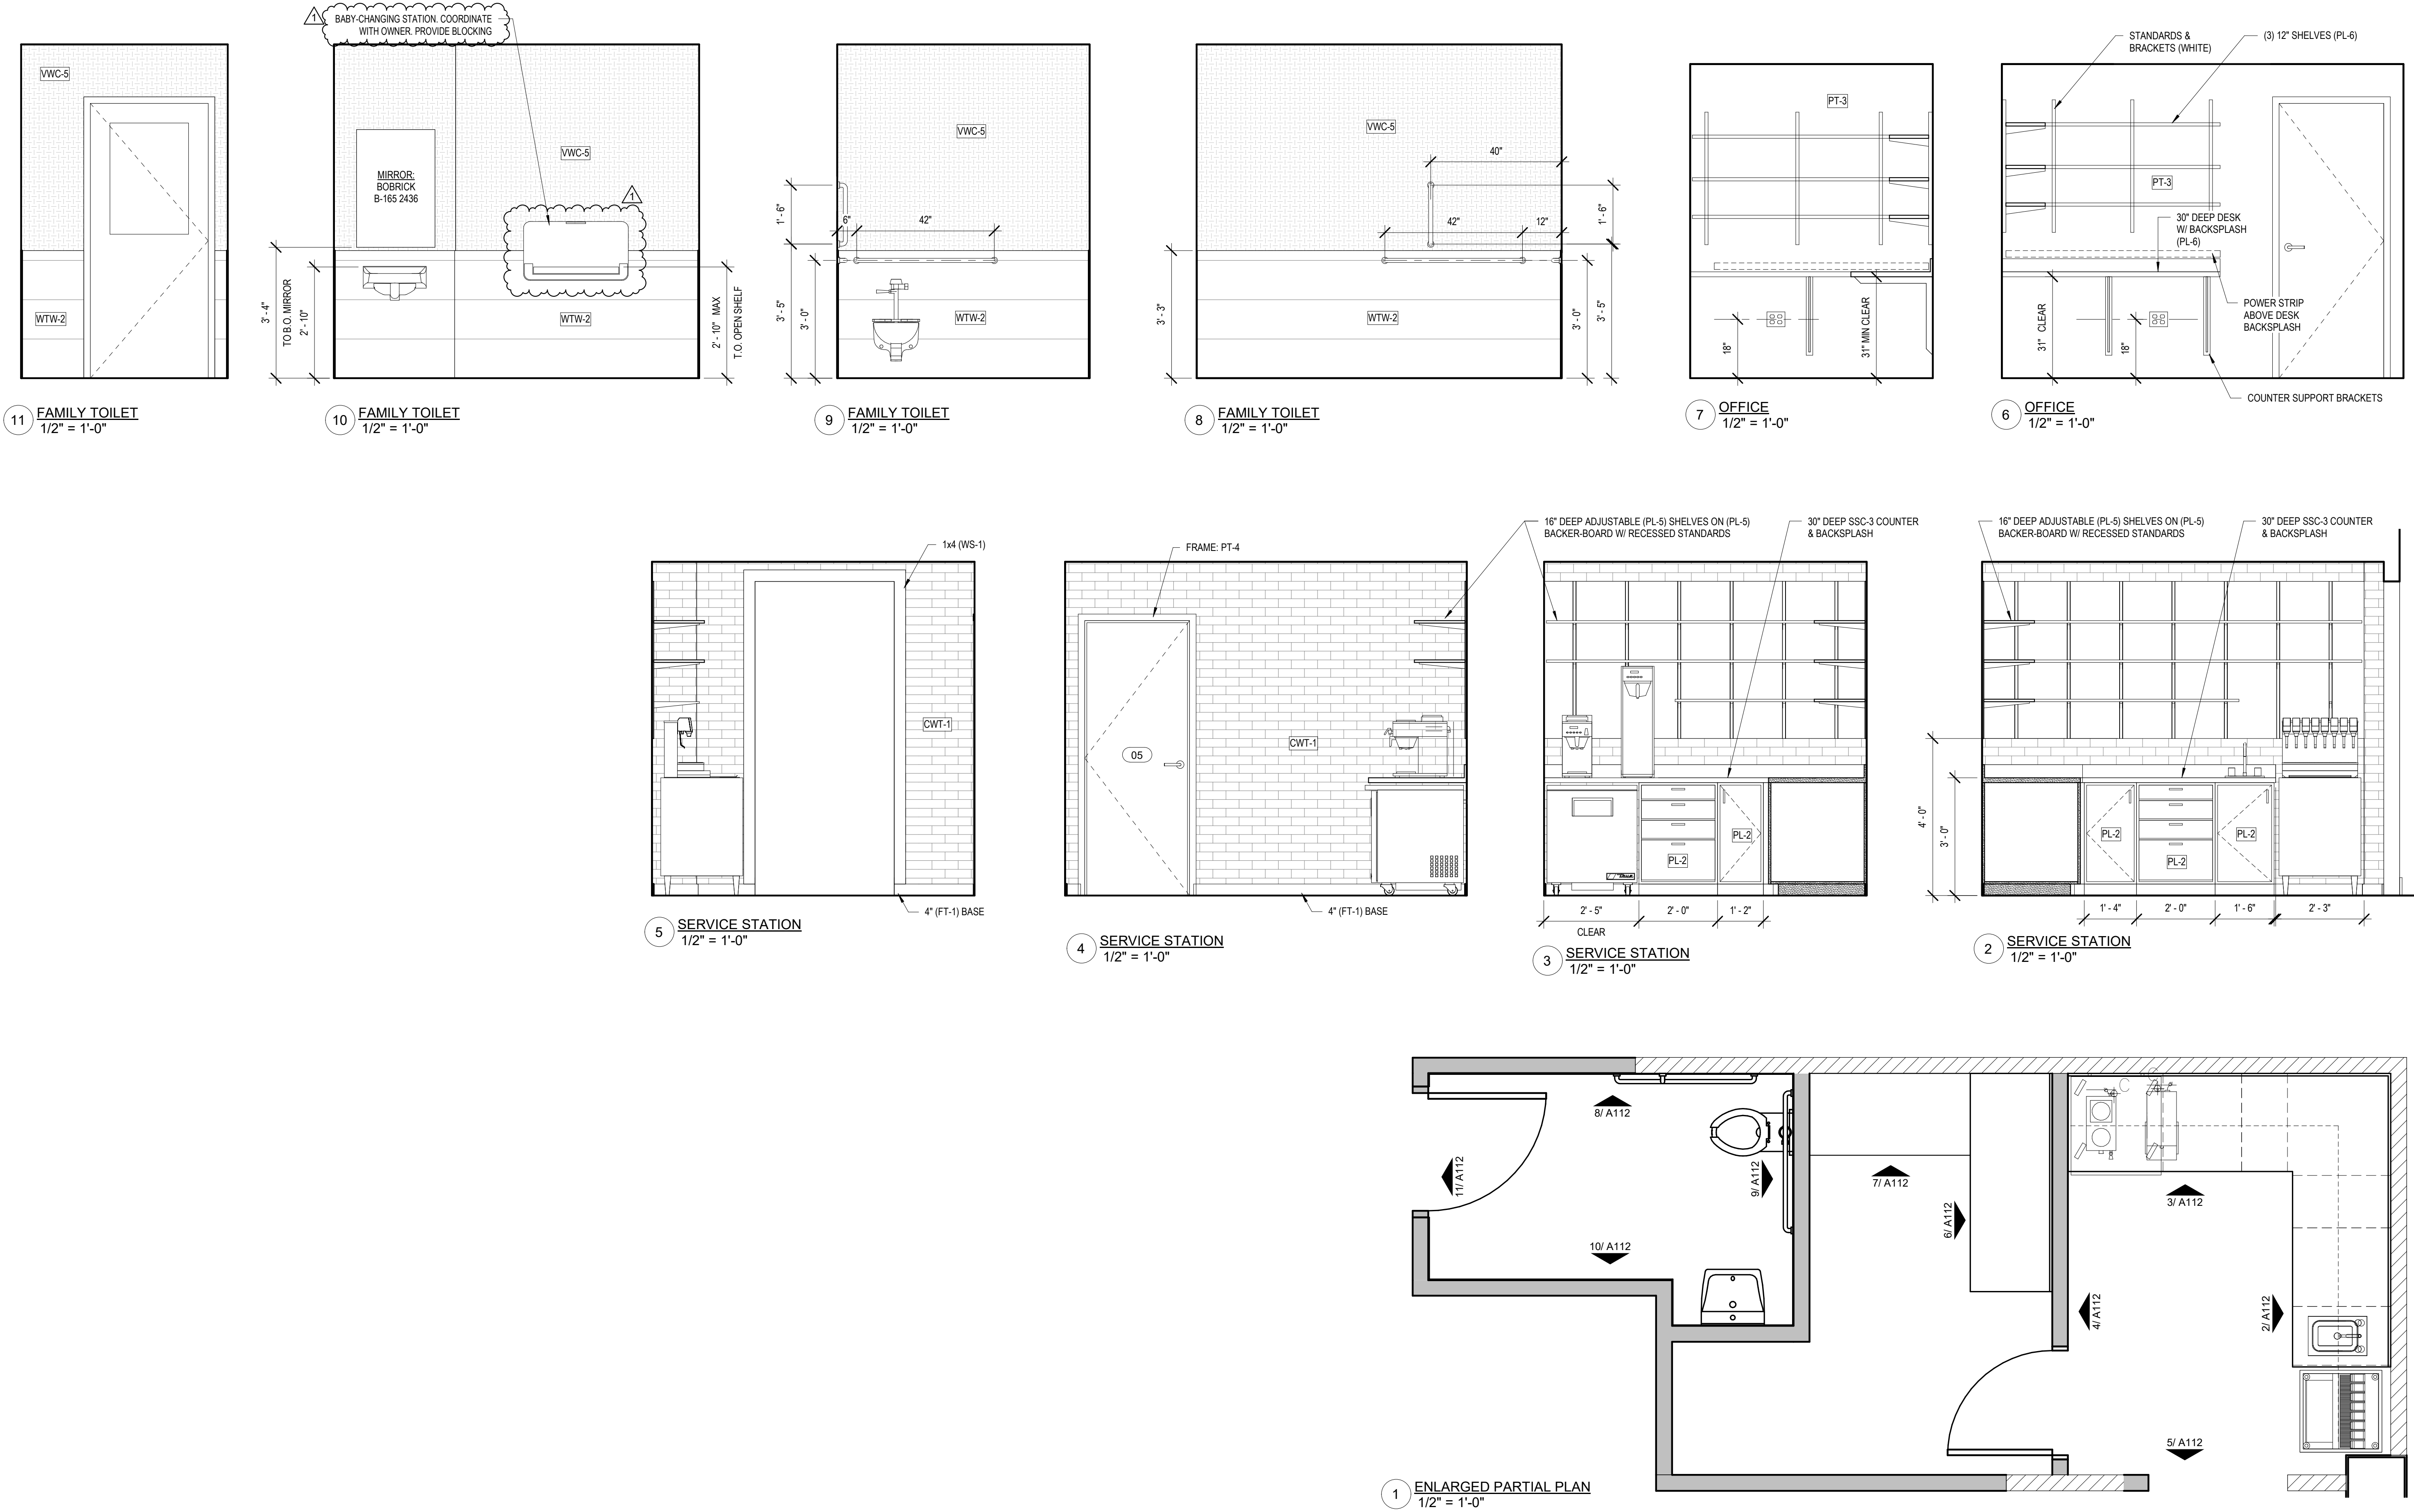 1
BABY-CHANGING STATION. COORDINATE
WITH OWNER. PROVIDE BLOCKING
VWC-5
WTW-2
11
FAMILY TOILET
1/2" = 1'-0"
MIRROR:
BOBRICK
B-165 2436
VWC-5
1
WTW-2
3' - 4"
TO B.O. MIRROR
2' - 10"
2' - 10" MAX
T.O. OPEN SHELF
10
FAMILY TOILET
1/2" = 1'-0"
VWC-5
1' - 6"
6"
42"
3' - 5"
3' - 0"
WTW-2
9
FAMILY TOILET
1/2" = 1'-0"
VWC-5
40"
42"
12"
1' - 6"
3' - 3"
WTW-2
3' - 0"
3' - 5"
8
FAMILY TOILET
1/2" = 1'-0"
PT-3
18"
31" MIN CLEAR
7
OFFICE
1/2" = 1'-0"
STANDARDS &
BRACKETS (WHITE)
(3) 12" SHELVES (PL-6)
PT-3
30" DEEP DESK
W/ BACKSPLASH
(PL-6)
31" CLEAR
18"
POWER STRIP
ABOVE DESK
BACKSPLASH
COUNTER SUPPORT BRACKETS
6
OFFICE
1/2" = 1'-0"
1x4 (WS-1)
CWT-1
4" (FT-1) BASE
5
SERVICE STATION
1/2" = 1'-0"
FRAME: PT-4
05
CWT-1
4" (FT-1) BASE
4
SERVICE STATION
1/2" = 1'-0"
16" DEEP ADJUSTABLE (PL-5) SHELVES ON (PL-5)
BACKER-BOARD W/ RECESSED STANDARDS
30" DEEP SSC-3 COUNTER
& BACKSPLASH
PL-2
PL-2
True
2' - 5"
2' - 0"
1' - 2"
CLEAR
3
SERVICE STATION
1/2" = 1'-0"
16" DEEP ADJUSTABLE (PL-5) SHELVES ON (PL-5)
BACKER-BOARD W/ RECESSED STANDARDS
30" DEEP SSC-3 COUNTER
& BACKSPLASH
4' - 0"
3' - 0"
PL-2
PL-2
PL-2
1' - 4"
2' - 0"
1' - 6"
2' - 3"
2
SERVICE STATION
1/2" = 1'-0"
8/ A112
11/ A112
9/ A112
10/ A112
7/ A112
6/ A112
C
3/ A112
4/ A112
2/ A112
5/ A112
1
ENLARGED PARTIAL PLAN
1/2" = 1'-0"